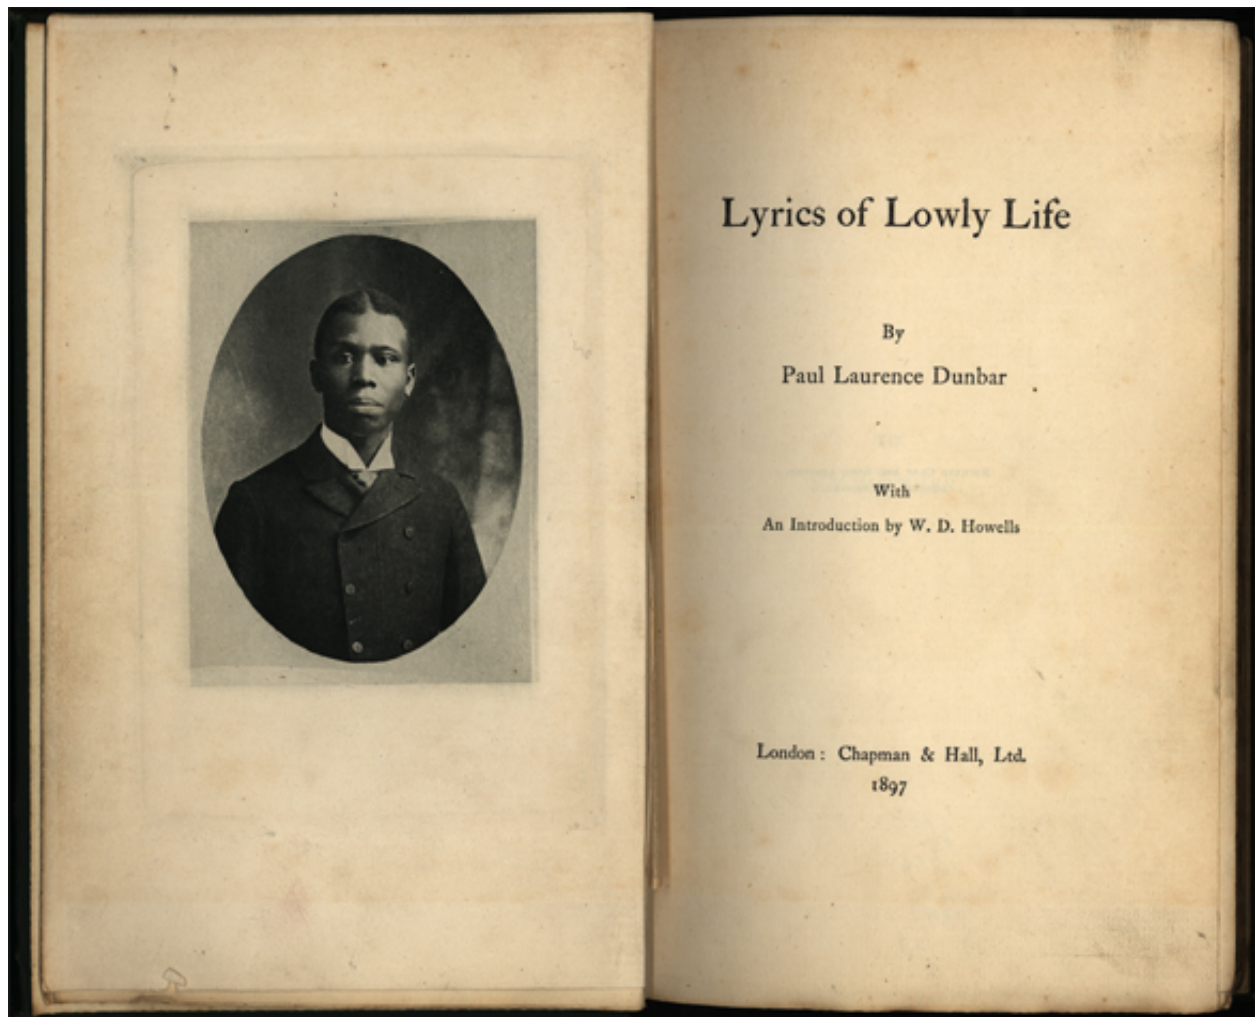 Lyrics of Lowly Life
By
Paul Laurence Dunbar
With
An Introduction by W. D. Howells
London: Chapman & Hall, Ltd.
1897